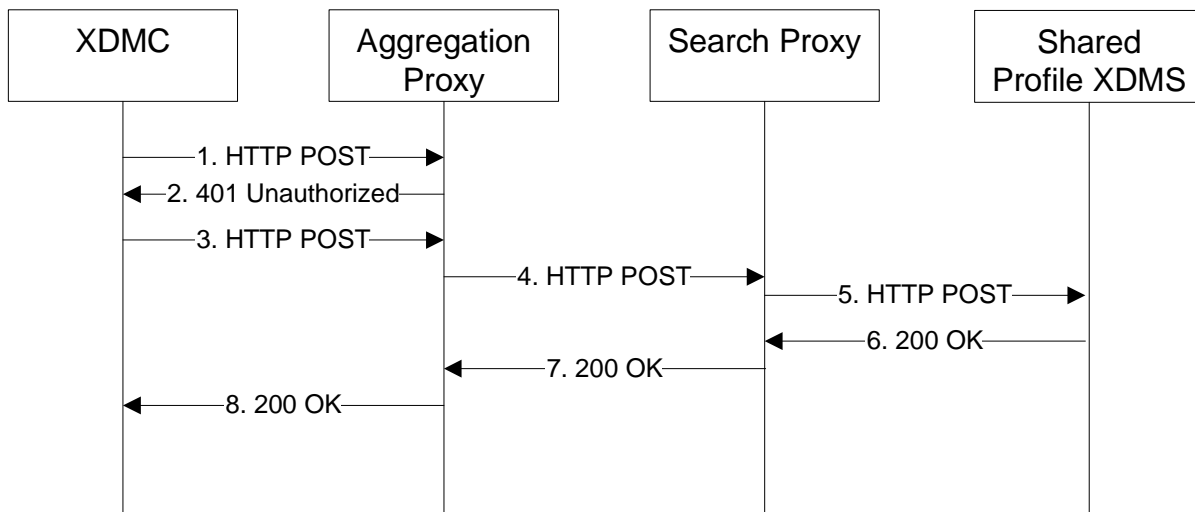 XDMC
Aggregation
Proxy
Search Proxy
Shared
Profile XDMS
1. HTTP POST
2. 401 Unauthorized
3. HTTP POST
4. HTTP POST
5. HTTP POST
6. 200 OK
7. 200 OK
8. 200 OK